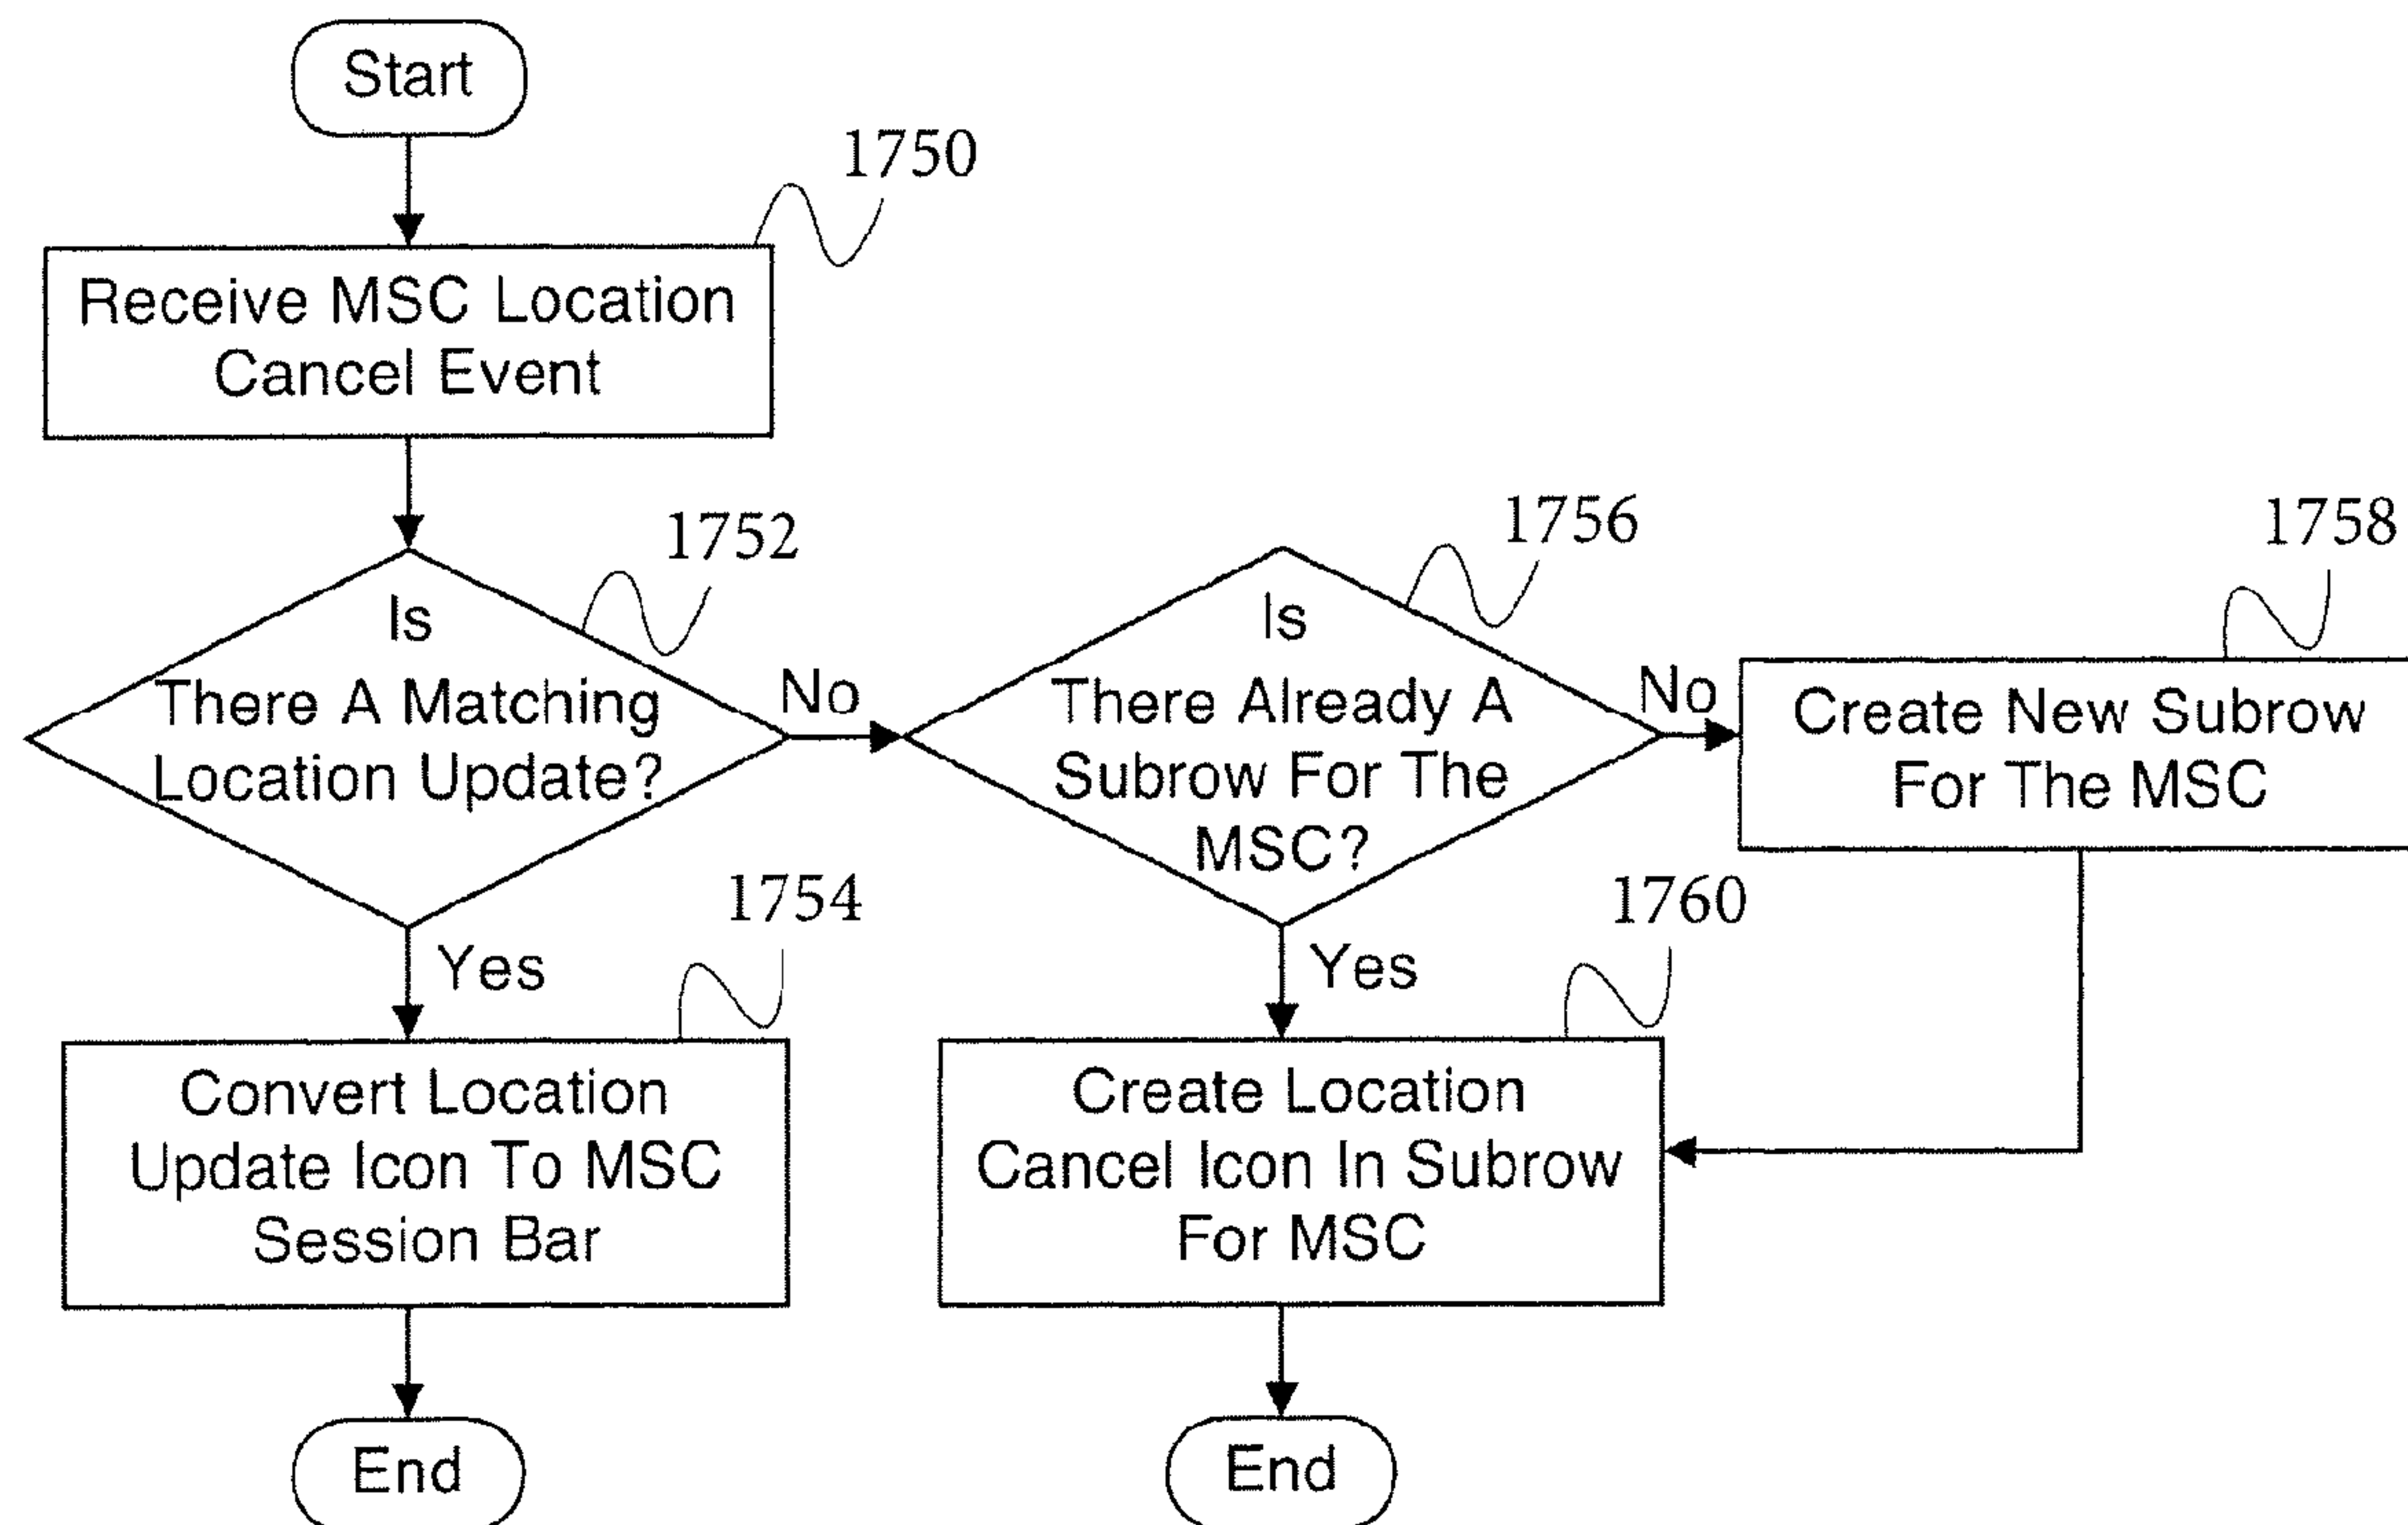 Start
1750
Receive MSC Location
Cancel Event
1752
Is
There A Matching
Location Update?
No
1756
Is
There Already A
Subrow For The
MSC?
No
1758
Create New Subrow
For The MSC
Yes
1754
Convert Location
Update Icon To MSC
Session Bar
Yes
1760
Create Location
Cancel Icon In Subrow
For MSC
End
End